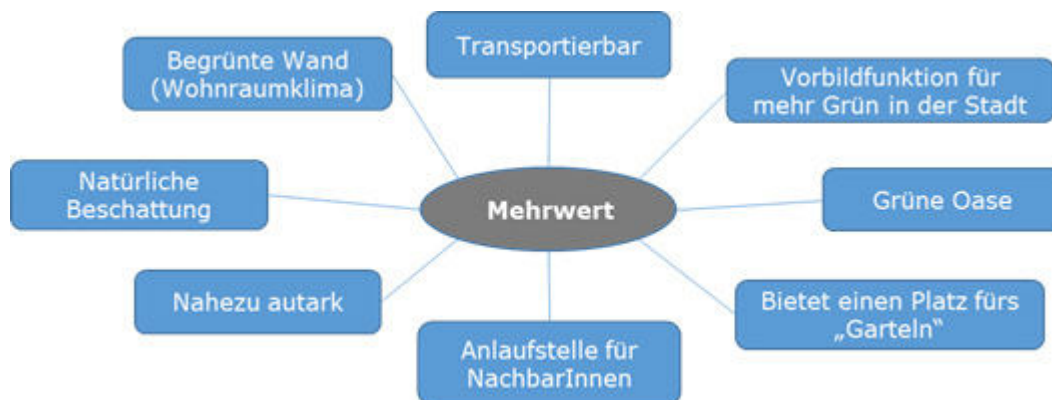 Transportierbar
Begrünte Wand
(Wohnraumklima)
Vorbildfunktion für
mehr Grün in der Stadt
Natürliche
Beschattung
Mehrwert
Grüne Oase
Nahezu autark
Bietet einen Platz fürs
„Garteln“
Anlaufstelle für
NachbarInnen